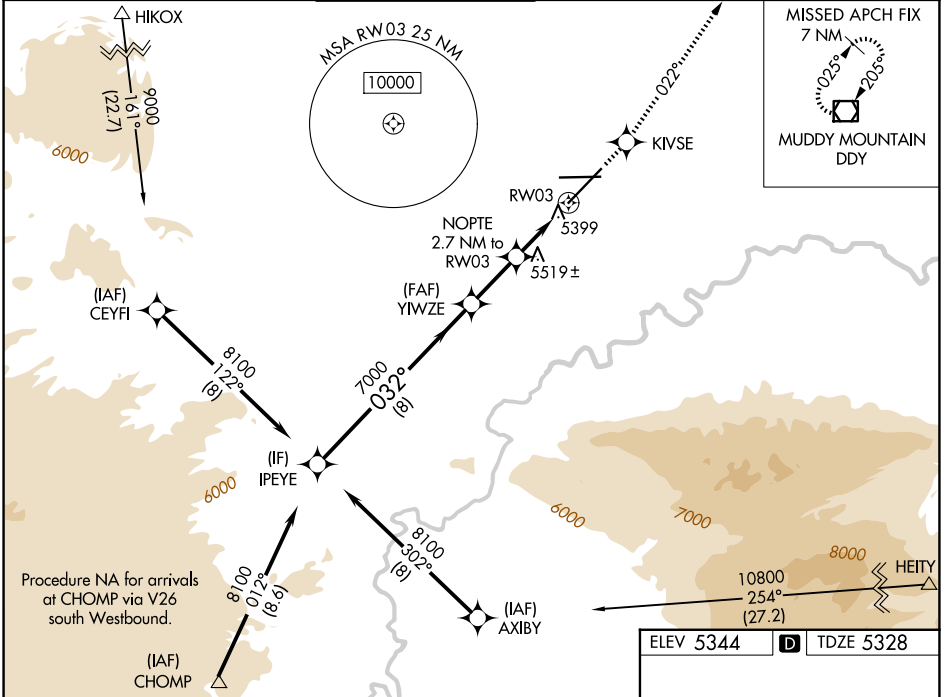 HIKOX
9000
161°
(22.7)
6000
MSA RW03 25 NM
10000
022°
MISSED APCH FIX
7 NM
025°
205°
MUDDY MOUNTAIN
DDY
KIVSE
RW03
5399
NOPTE
2.7 NM to
RW03
5519±
(FAF)
YIWZE
(IAF)
CEYFI
8100
122°
(8)
7000
032°
(8)
(IF)
IPEYE
6000
8100
302°
(8)
6000
7000
8000
HEITY
10800
254°
(27.2)
Procedure NA for arrivals
at CHOMP via V26
south Westbound.
8100
012°
(8.6)
(IAF)
AXIBY
(IAF)
CHOMP
ELEV 5344 D TDZE 5328